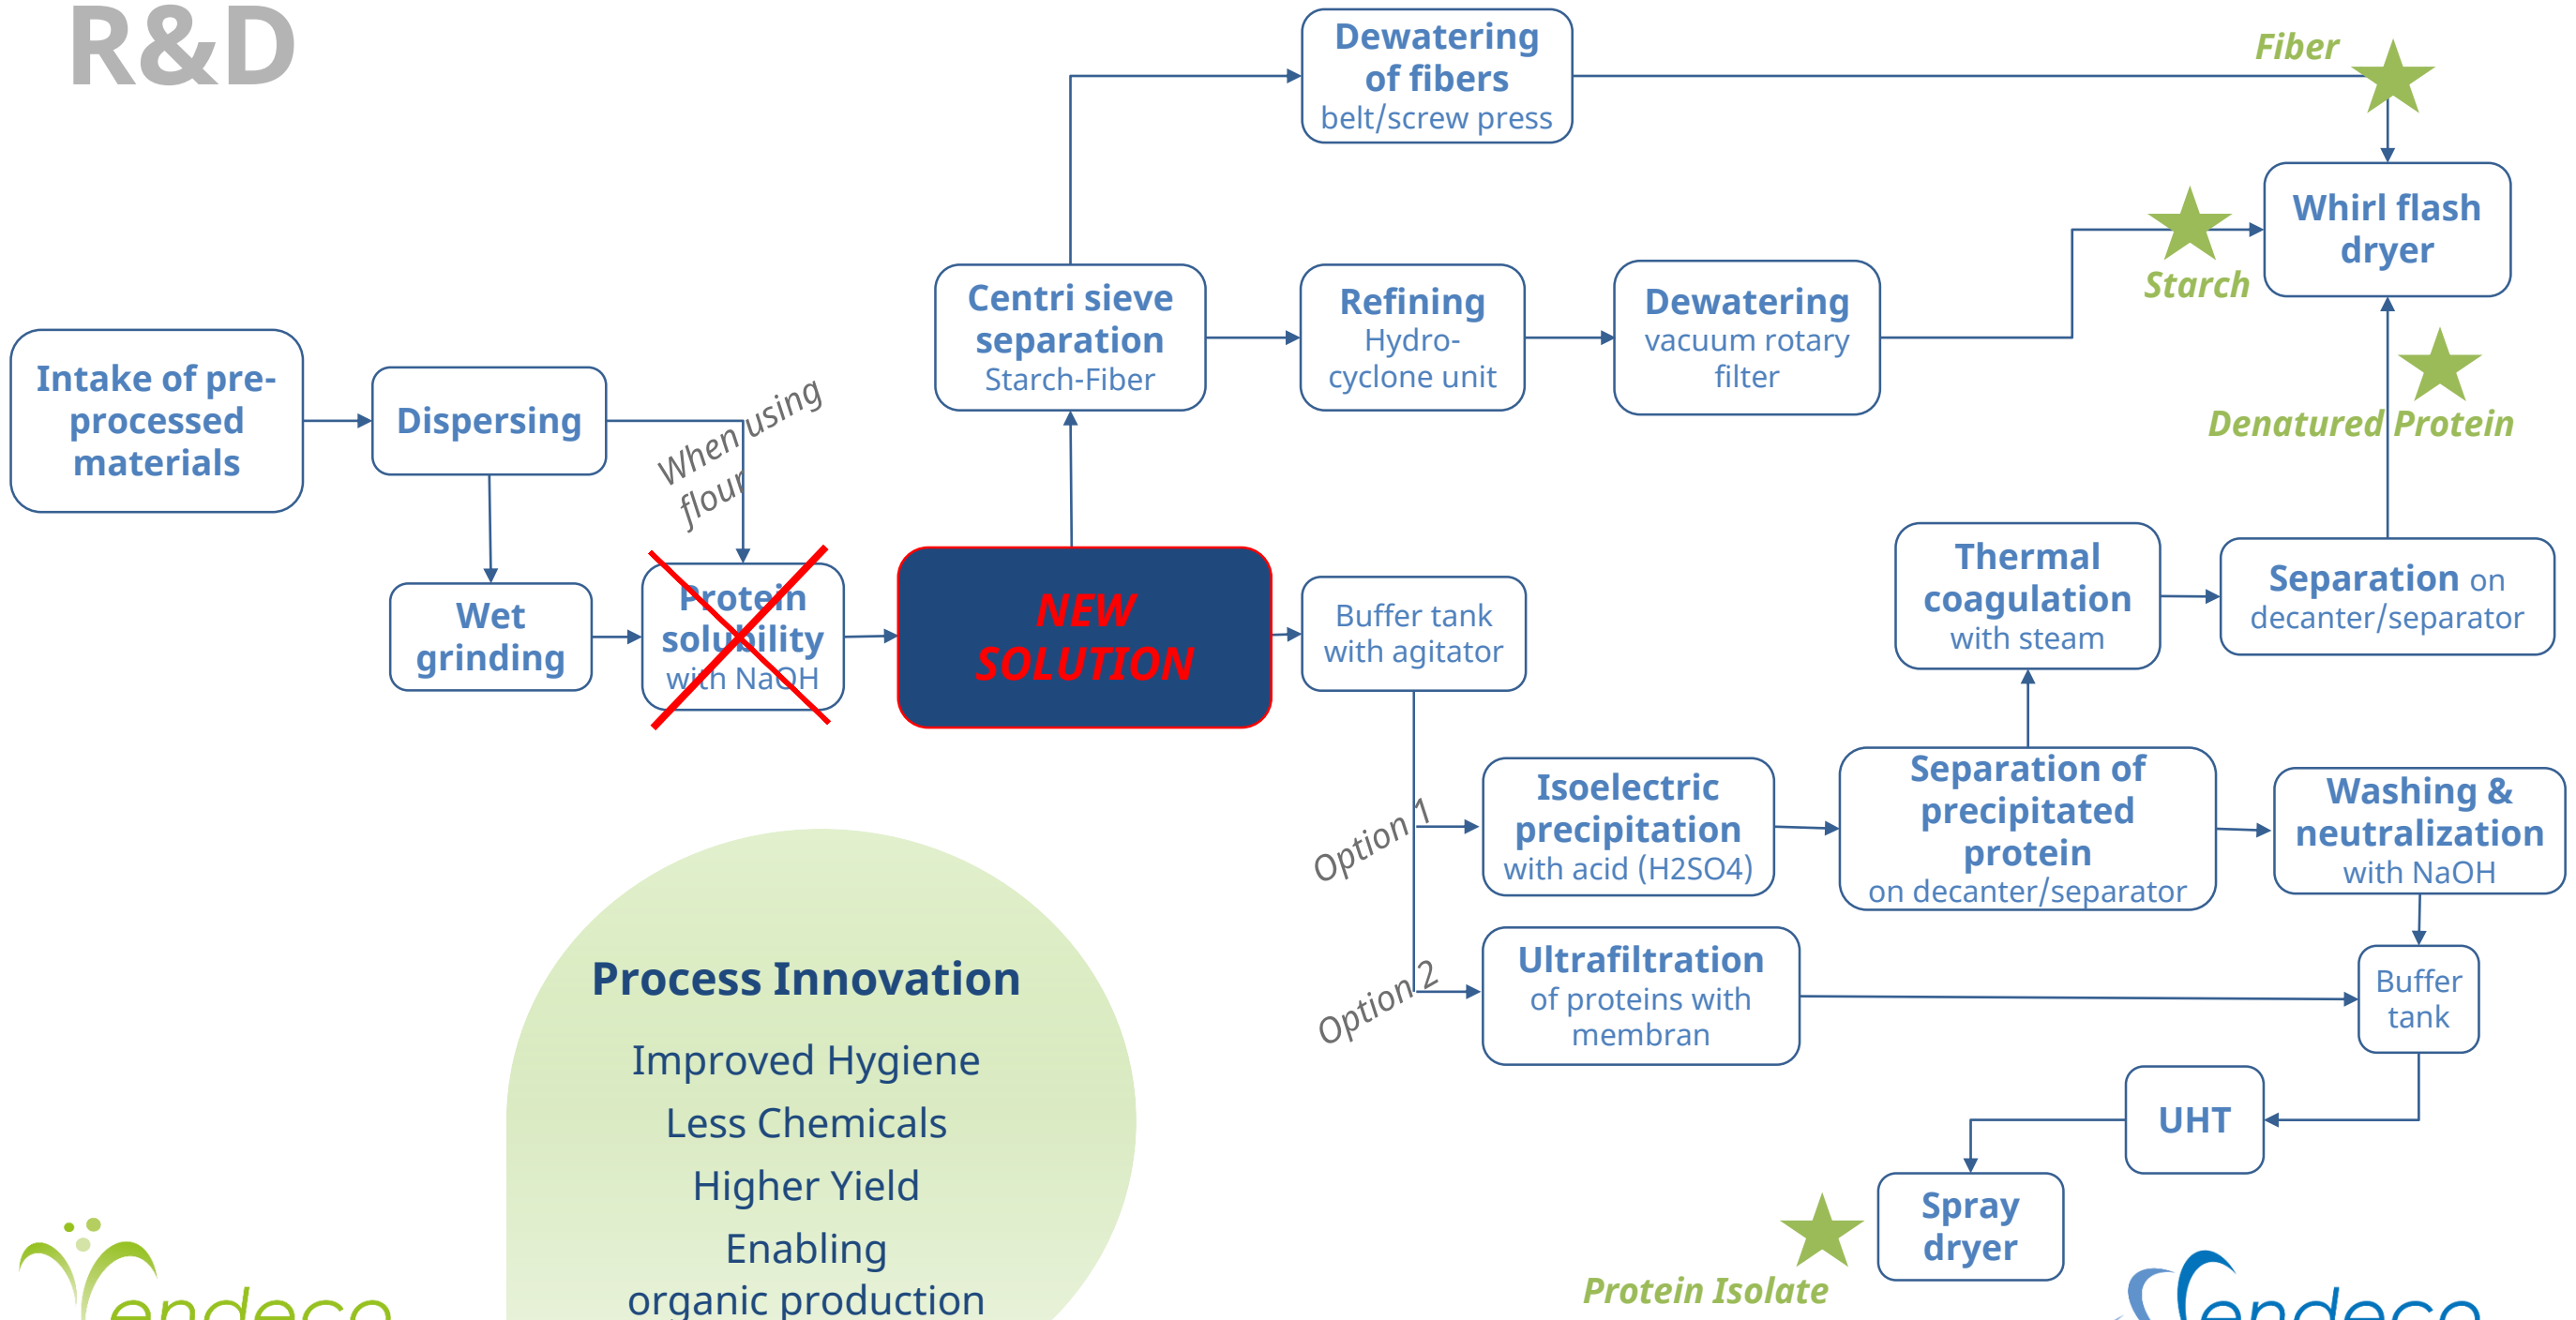 R&D
Dewatering
of fibers
belt/screw press
Fiber
Whirl flash
dryer
Starch
Centri sieve
separation
Starch-Fiber
Refining
Hydro-
cyclone unit
Dewatering
vacuum rotary
filter
Denatured Protein
Intake of pre-
processed
materials
Dispersing
When using
flour
Wet
grinding
Protein
solubility
with NaOH
NEW
SOLUTION
Buffer tank
with agitator
Thermal
coagulation
with steam
Separation on
decanter/separator
Option 1
Isoelectric
precipitation
with acid (H2SO4)
Separation of
precipitated
protein
on decanter/separator
Washing &
neutralization
with NaOH
Option 2
Ultrafiltration
of proteins with
membran
Buffer
tank
UHT
Spray
dryer
Protein Isolate
Process Innovation
Improved Hygiene
Less Chemicals
Higher Yield
Enabling
organic production
endeco
endeco